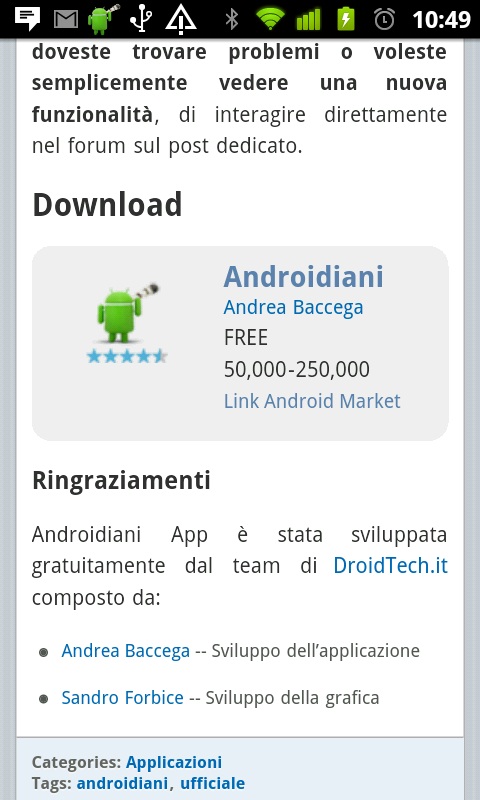 10:49
doveste trovare problemi o voleste
semplicemente vedere una nuova
funzionalità, di interagire direttamente
nel forum sul post dedicato.
Download
Androidiani
Andrea Baccega
FREE
50,000-250,000
Link Android Market
Ringraziamenti
Androidiani App è stata sviluppata
gratuitamente dal team di DroidTech.it
composto da:
Andrea Baccega -- Sviluppo dell’applicazione
Sandro Forbice -- Sviluppo della grafica
Categories: Applicazioni
Tags: androidiani, ufficiale